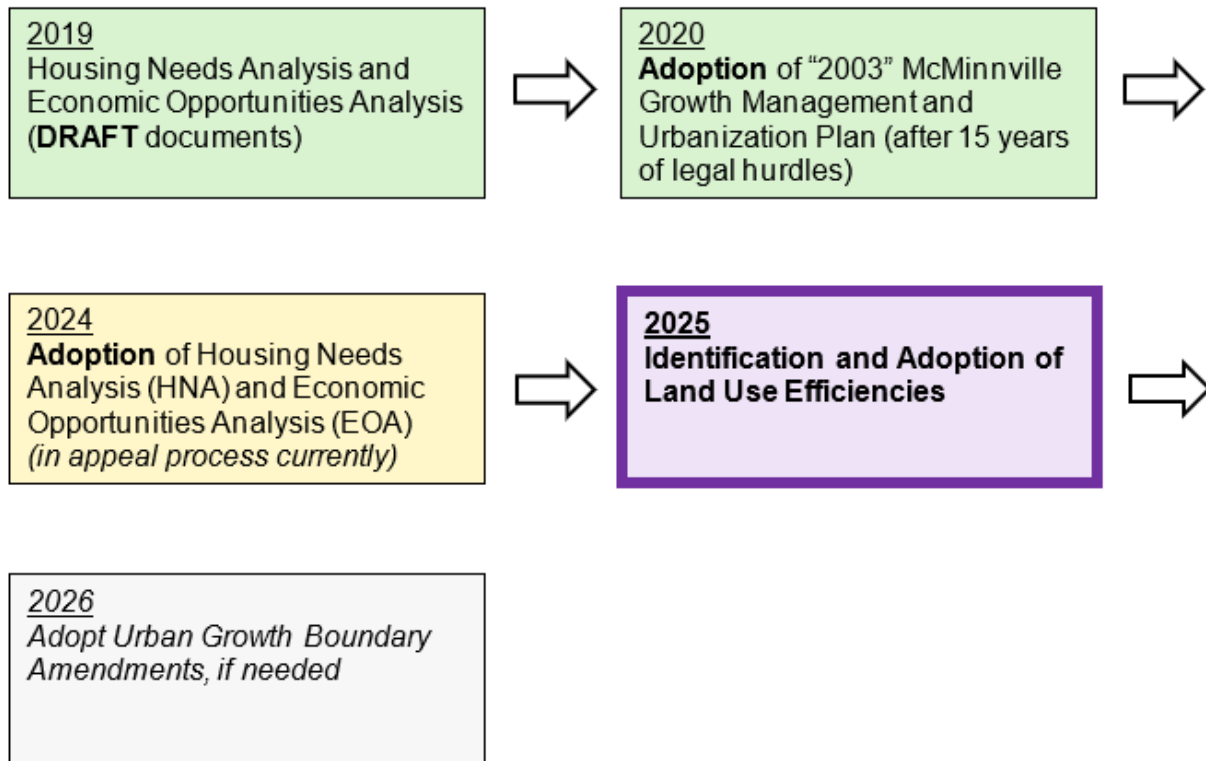 2019
Housing Needs Analysis and
Economic Opportunities Analysis
(DRAFT documents)
2020
Adoption of “2003” McMinnville
Growth Management and
Urbanization Plan (after 15 years
of legal hurdles)
2024
Adoption of Housing Needs
Analysis (HNA) and Economic
Opportunities Analysis (EOA)
(in appeal process currently)
2025
Identification and Adoption of
Land Use Efficiencies
2026
Adopt Urban Growth Boundary
Amendments, if needed